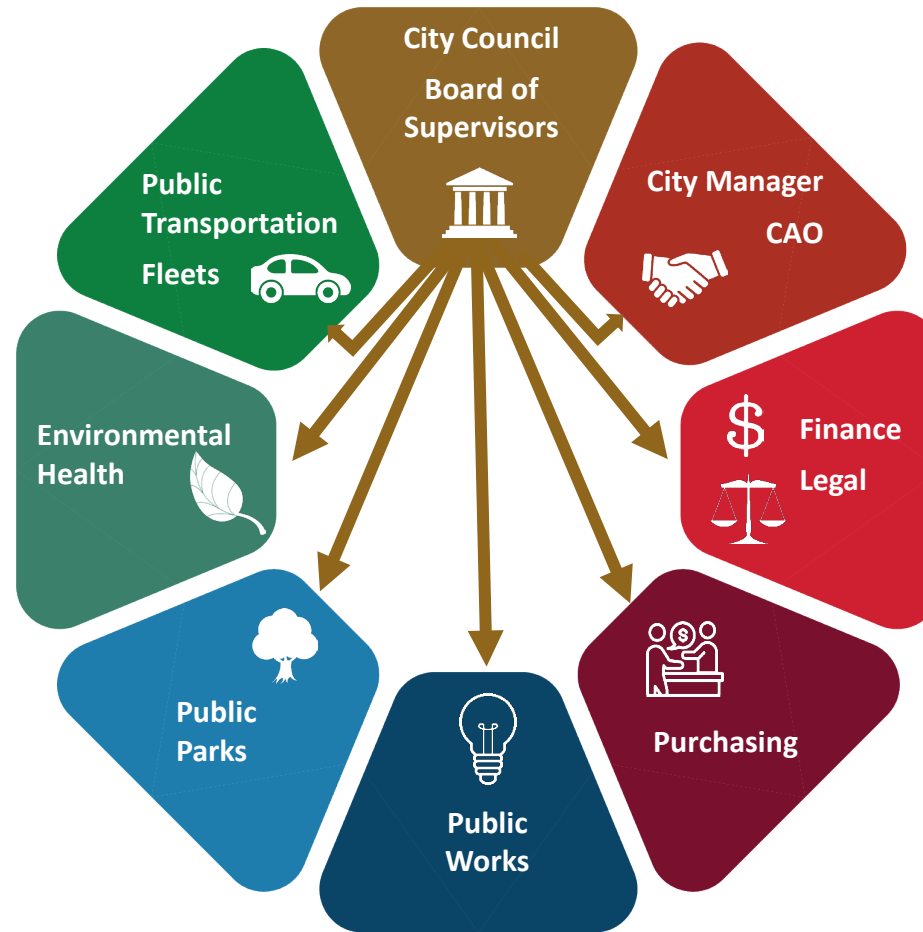 City Council
Board of
Supervisors
City Manager
CAO
$
Finance
Legal
$
Purchasing
Public
Works
Public
Parks
Environmental
Health
Public
Transportation
Fleets